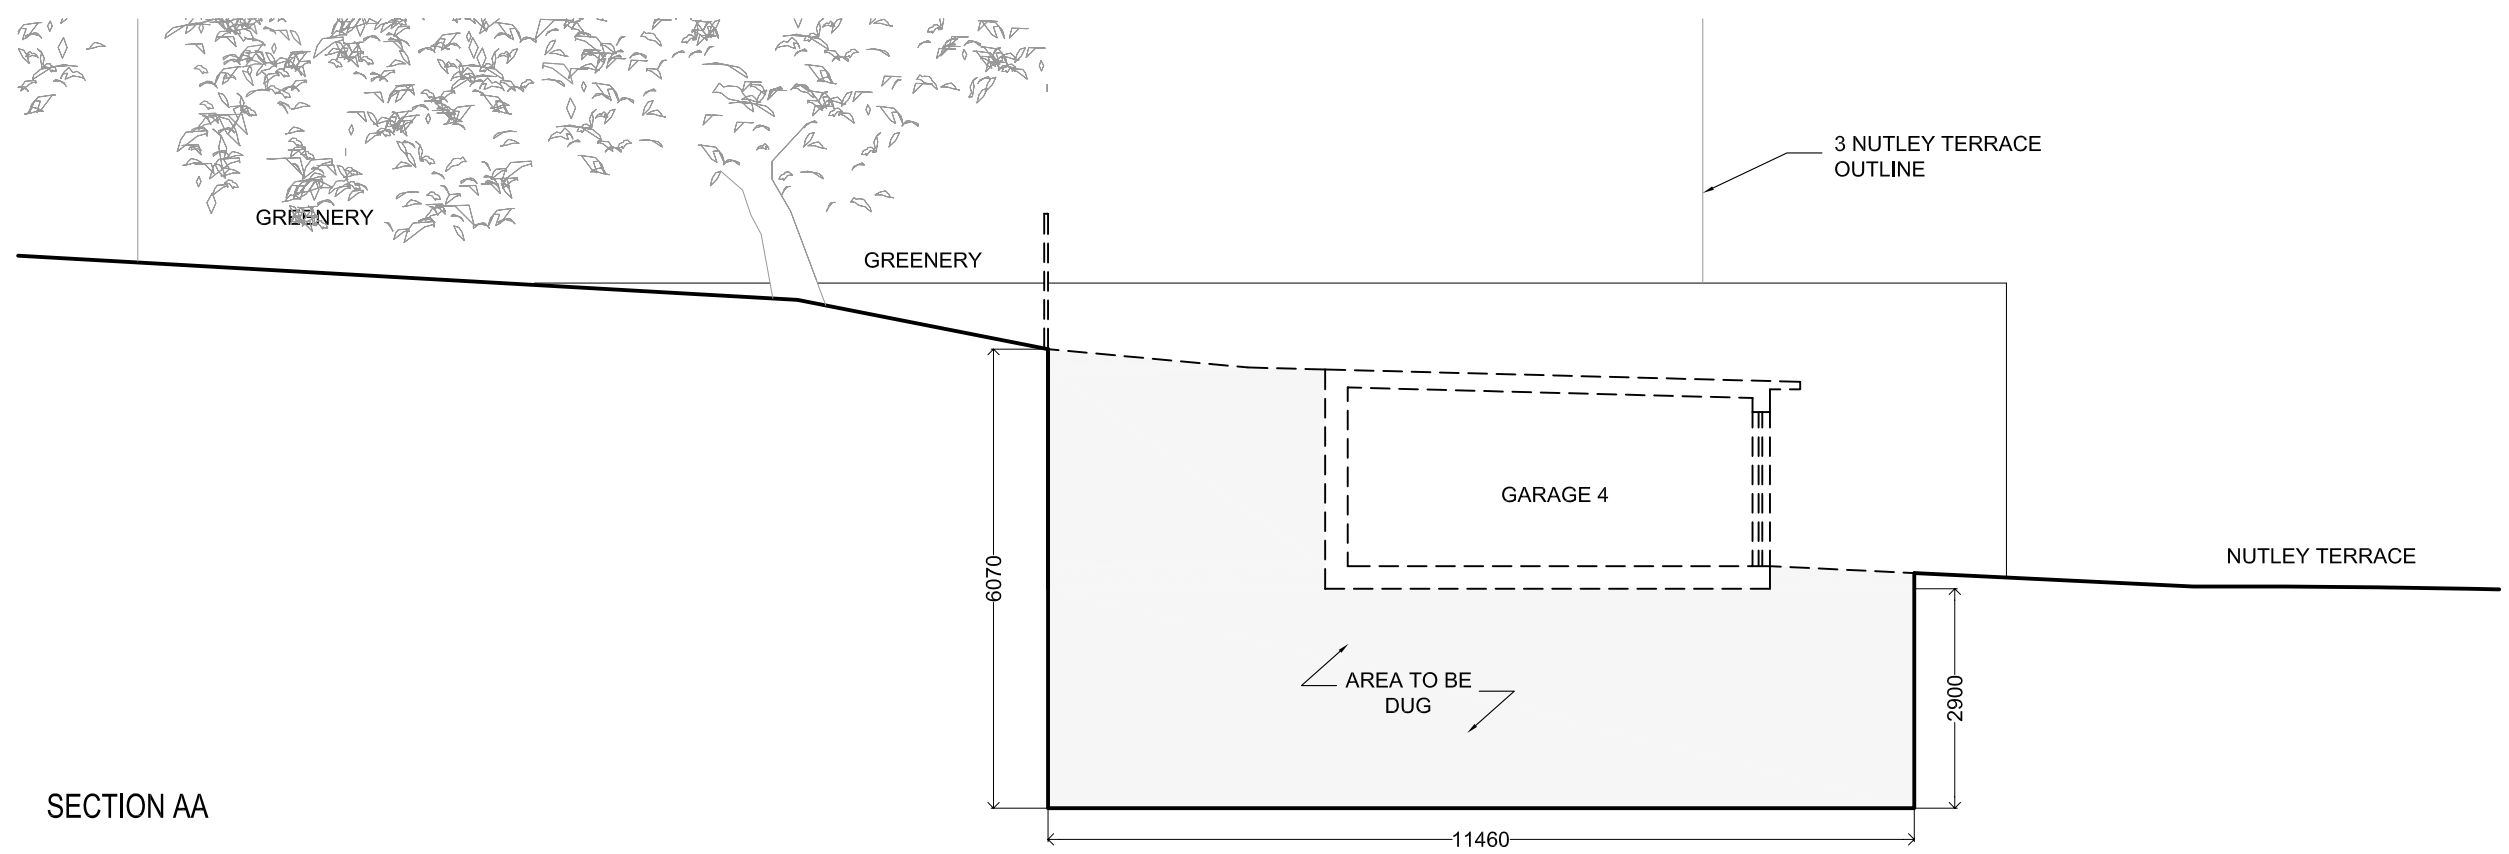 3 NUTLEY TERRACE
OUTLINE
GREENERY
GREENERY
GARAGE 4
NUTLEY TERRACE
6070
AREA TO BE
DUG
2900
SECTION AA
11460